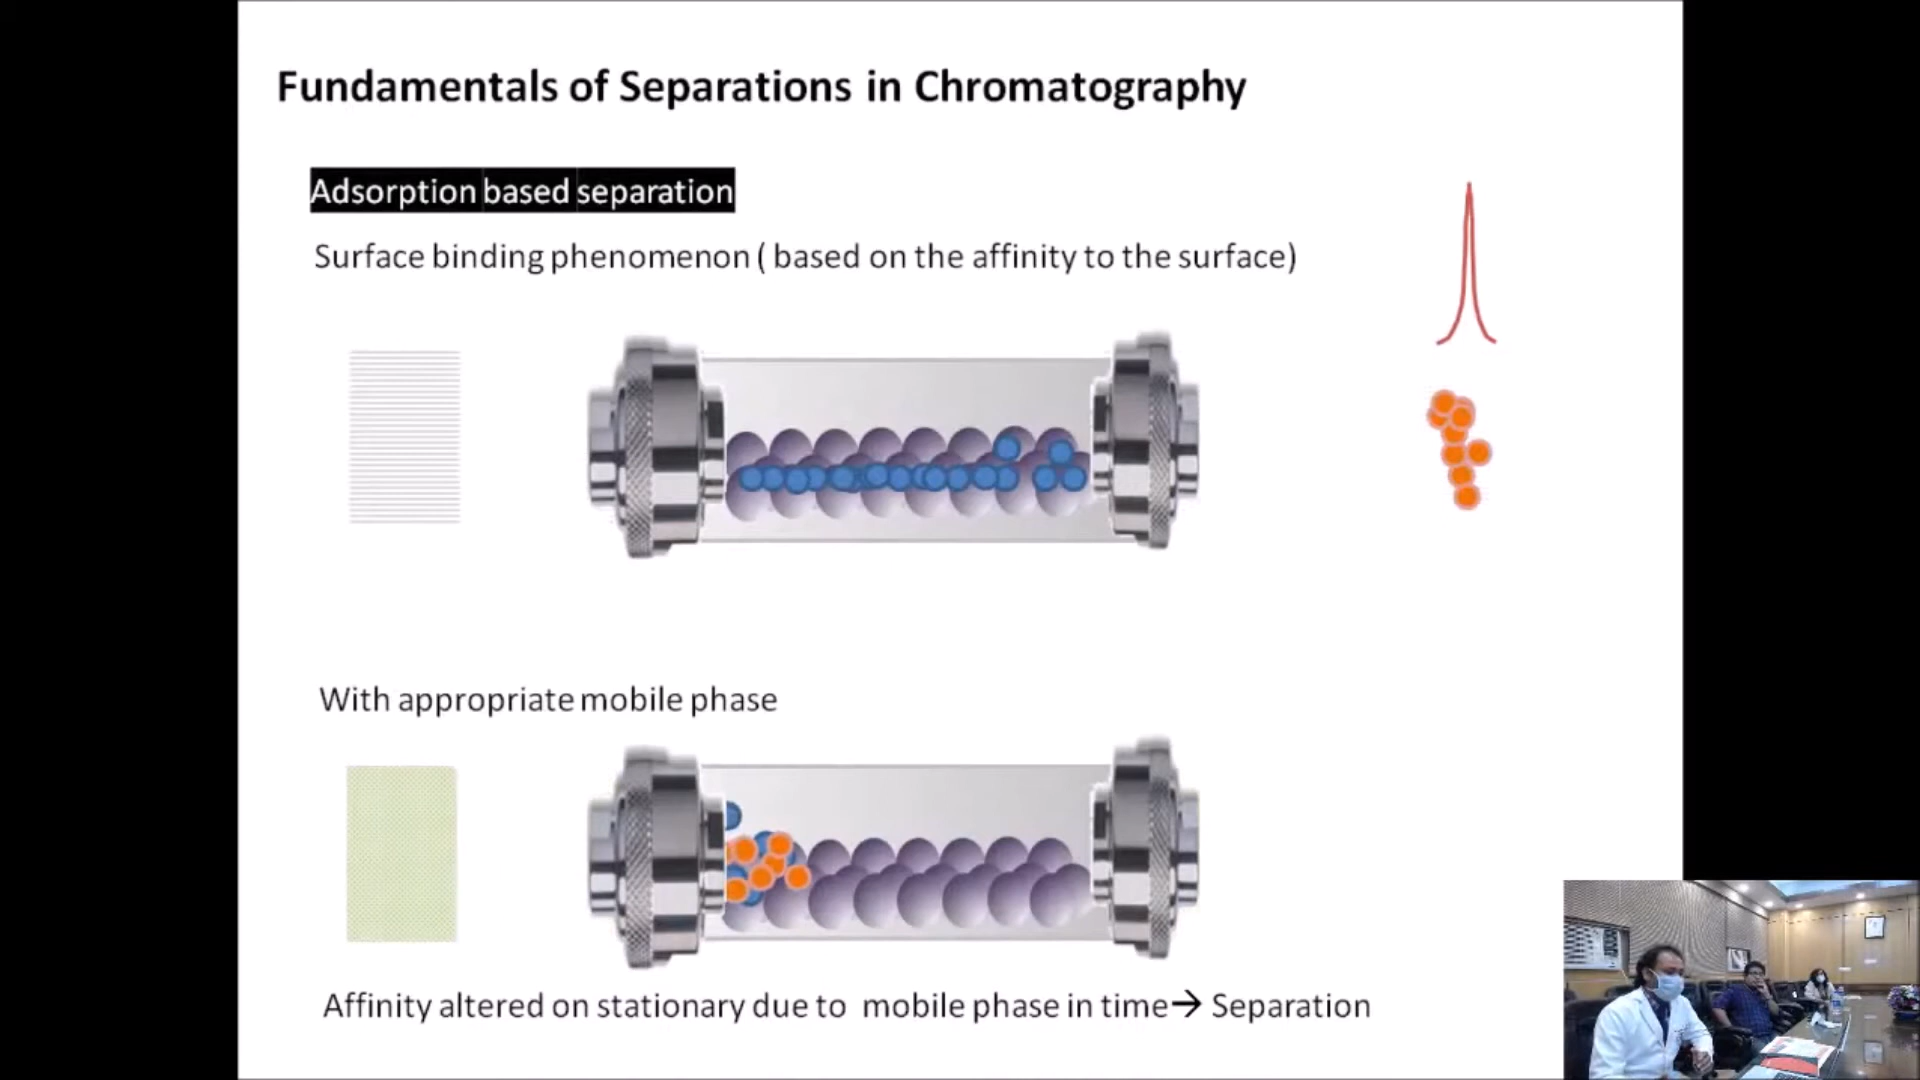 Fundamentals of Separations in Chromatography
Adsorption based separation
Surface binding phenomenon ( based on the affinity to the surface)
With appropriate mobile phase
Affinity altered on stationary due to mobile phase in time→ Separation